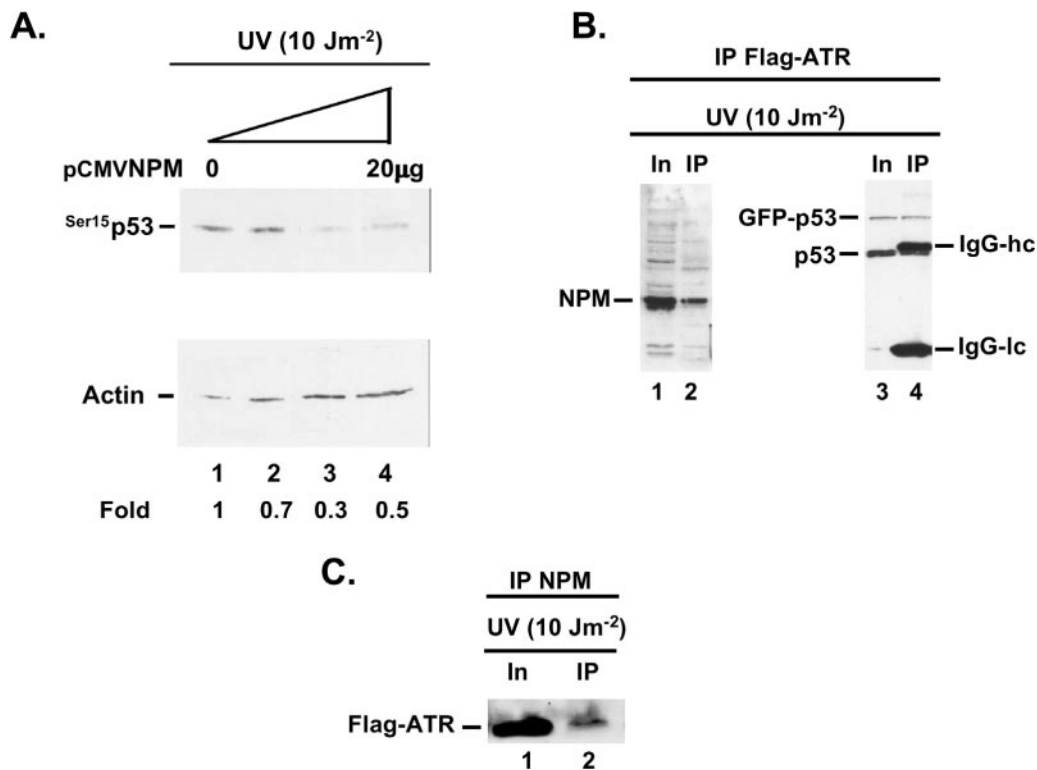 A.
UV (10 Jm-2)
pCMVNPM 0 20µg
Ser15p53
Actin
1 2 3 4
Fold 1 0.7 0.3 0.5
B.
IP Flag-ATR
UV (10 Jm-2)
In IP In IP
GFP-p53
p53
IgG-hc
NPM
IgG-lc
1 2 3 4
C.
IP NPM
UV (10 Jm-2)
In IP
Flag-ATR
1 2